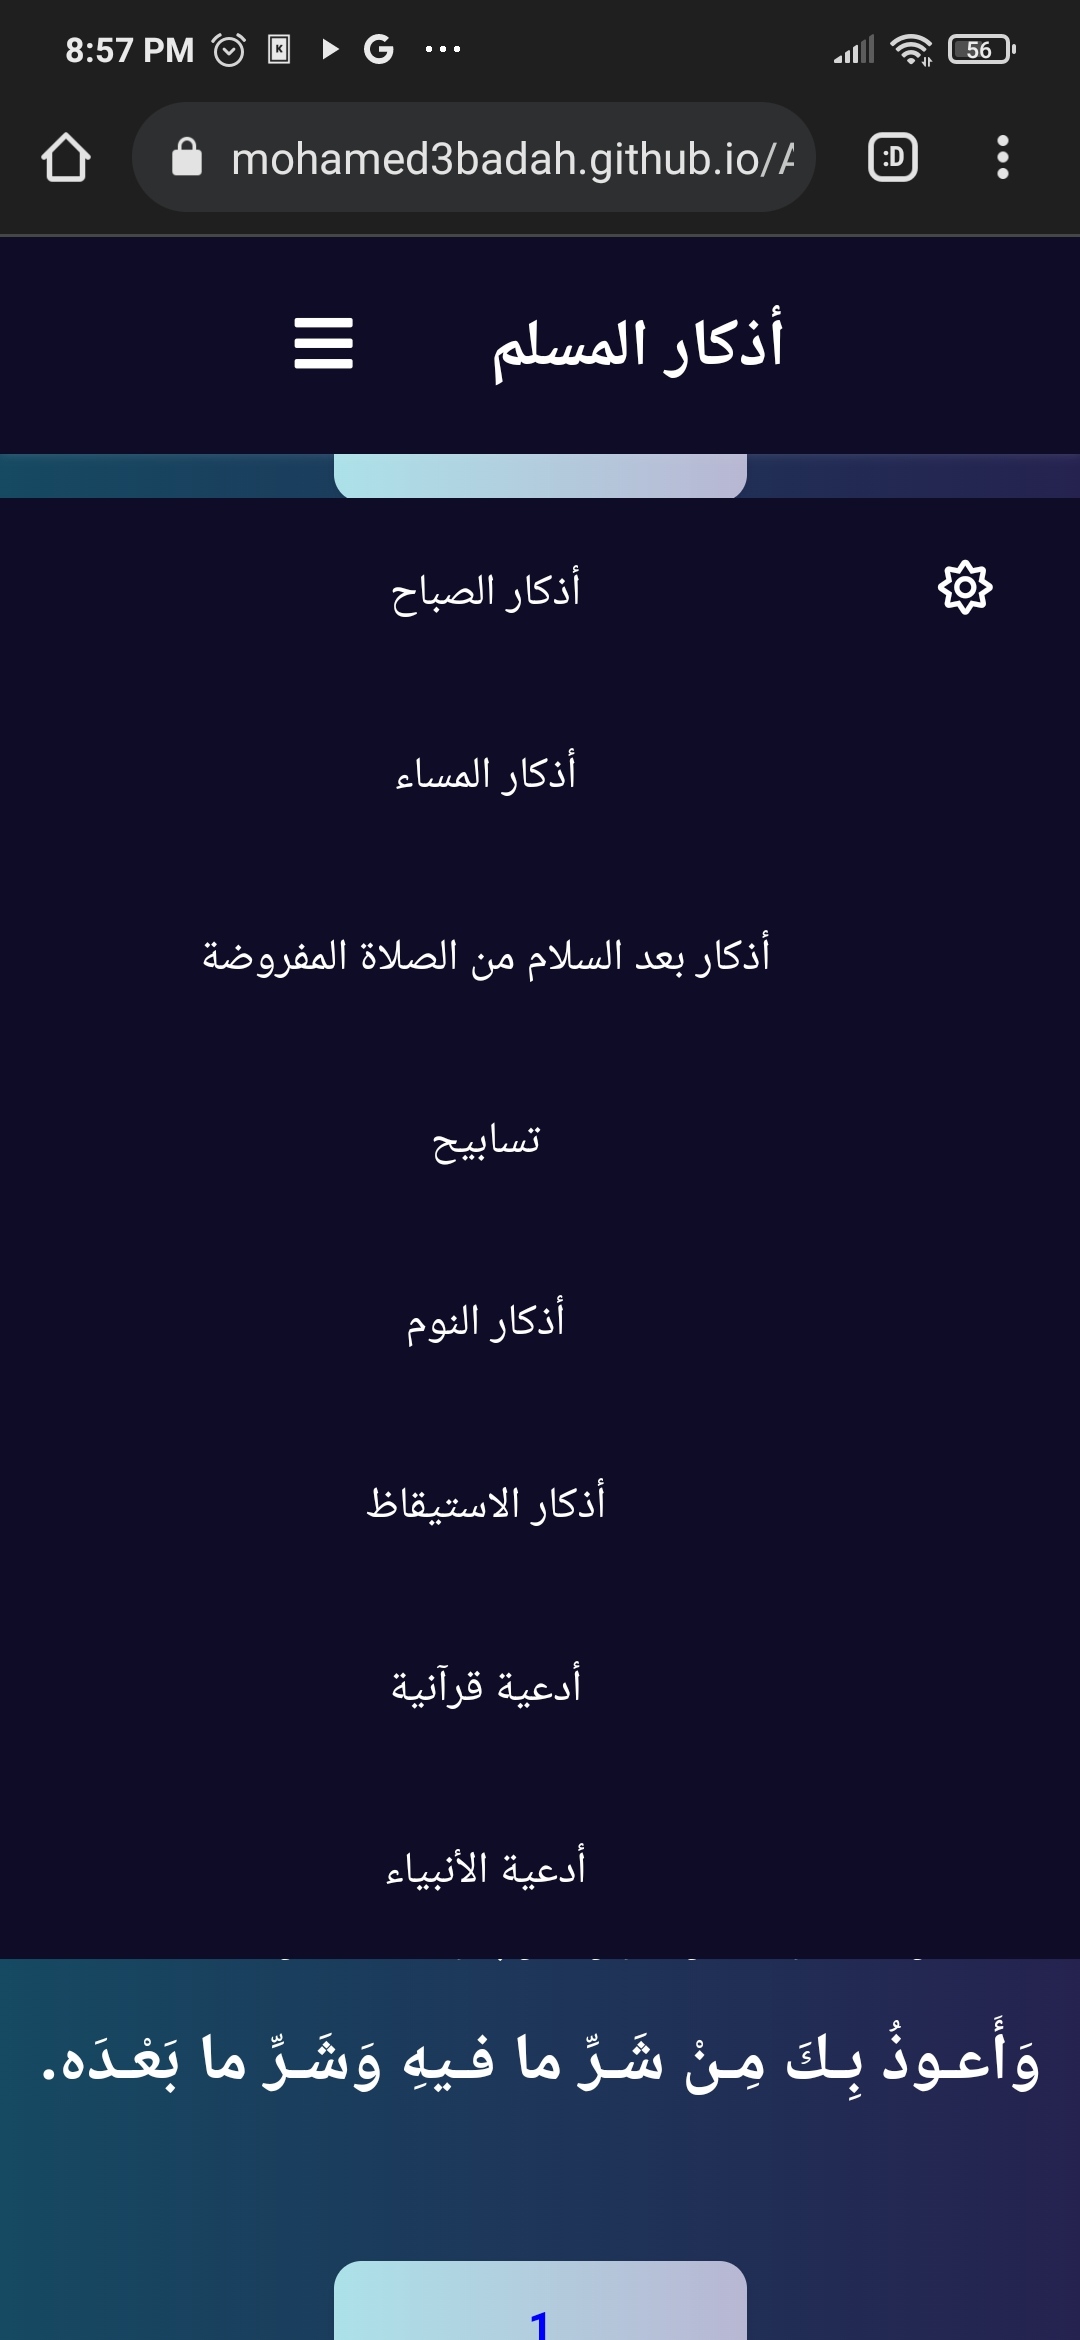 8:57 PM
56
mohamed3badah.github.io/A
:D
أذكار المسلم
أذكار الصباح
أذكار المساء
أذكار بعد السلام من الصلاة المفروضة
تسابيح
أذكار النوم
أذكار الاستيقاظ
أدعية قرآنية
أدعية الأنبياء
وَأَعـوذُ بِـكَ مِـنْ شَـرِّ ما فـيهِ وَشَـرِّ ما بَعْـدَه.
1